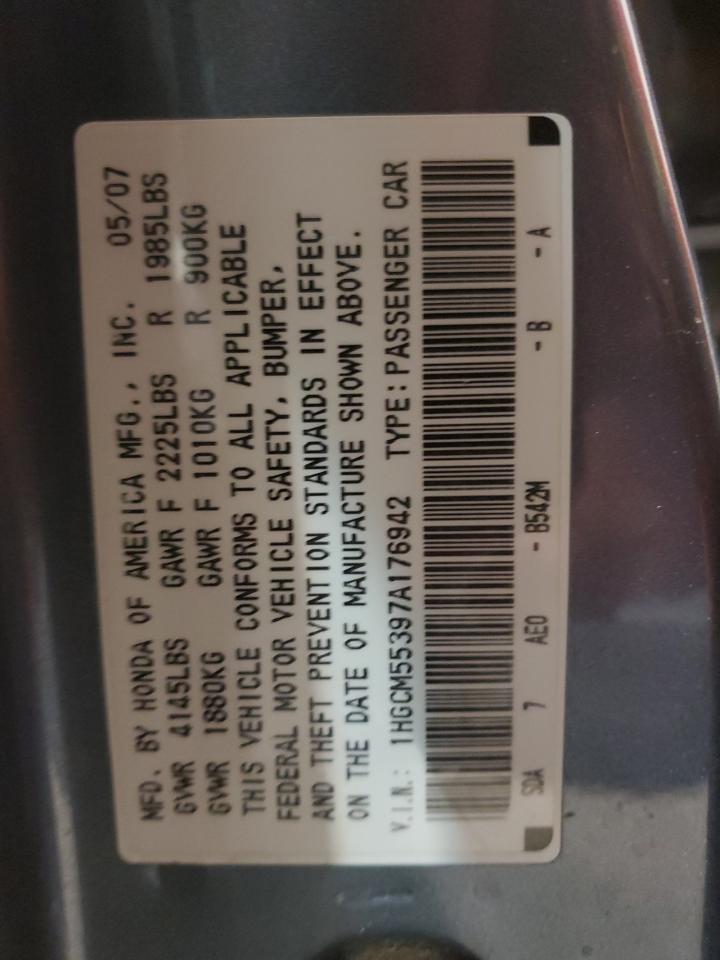 MFD. BY HONDA OF AMERICA MFG., INC. 05/07
GVWR 4145LBS GAWR F 2225LBS R 1985LBS
GVWR 1880KG GAWR F 1010KG R 900KG
THIS VEHICLE CONFORMS TO ALL APPLICABLE
FEDERAL MOTOR VEHICLE SAFETY, BUMPER,
AND THEFT PREVENTION STANDARDS IN EFFECT
ON THE DATE OF MANUFACTURE SHOWN ABOVE.
V.I.N.: 1HGCM55397A176942 TYPE: PASSENGER CAR
SDA 7 AEO - B542M - B - A